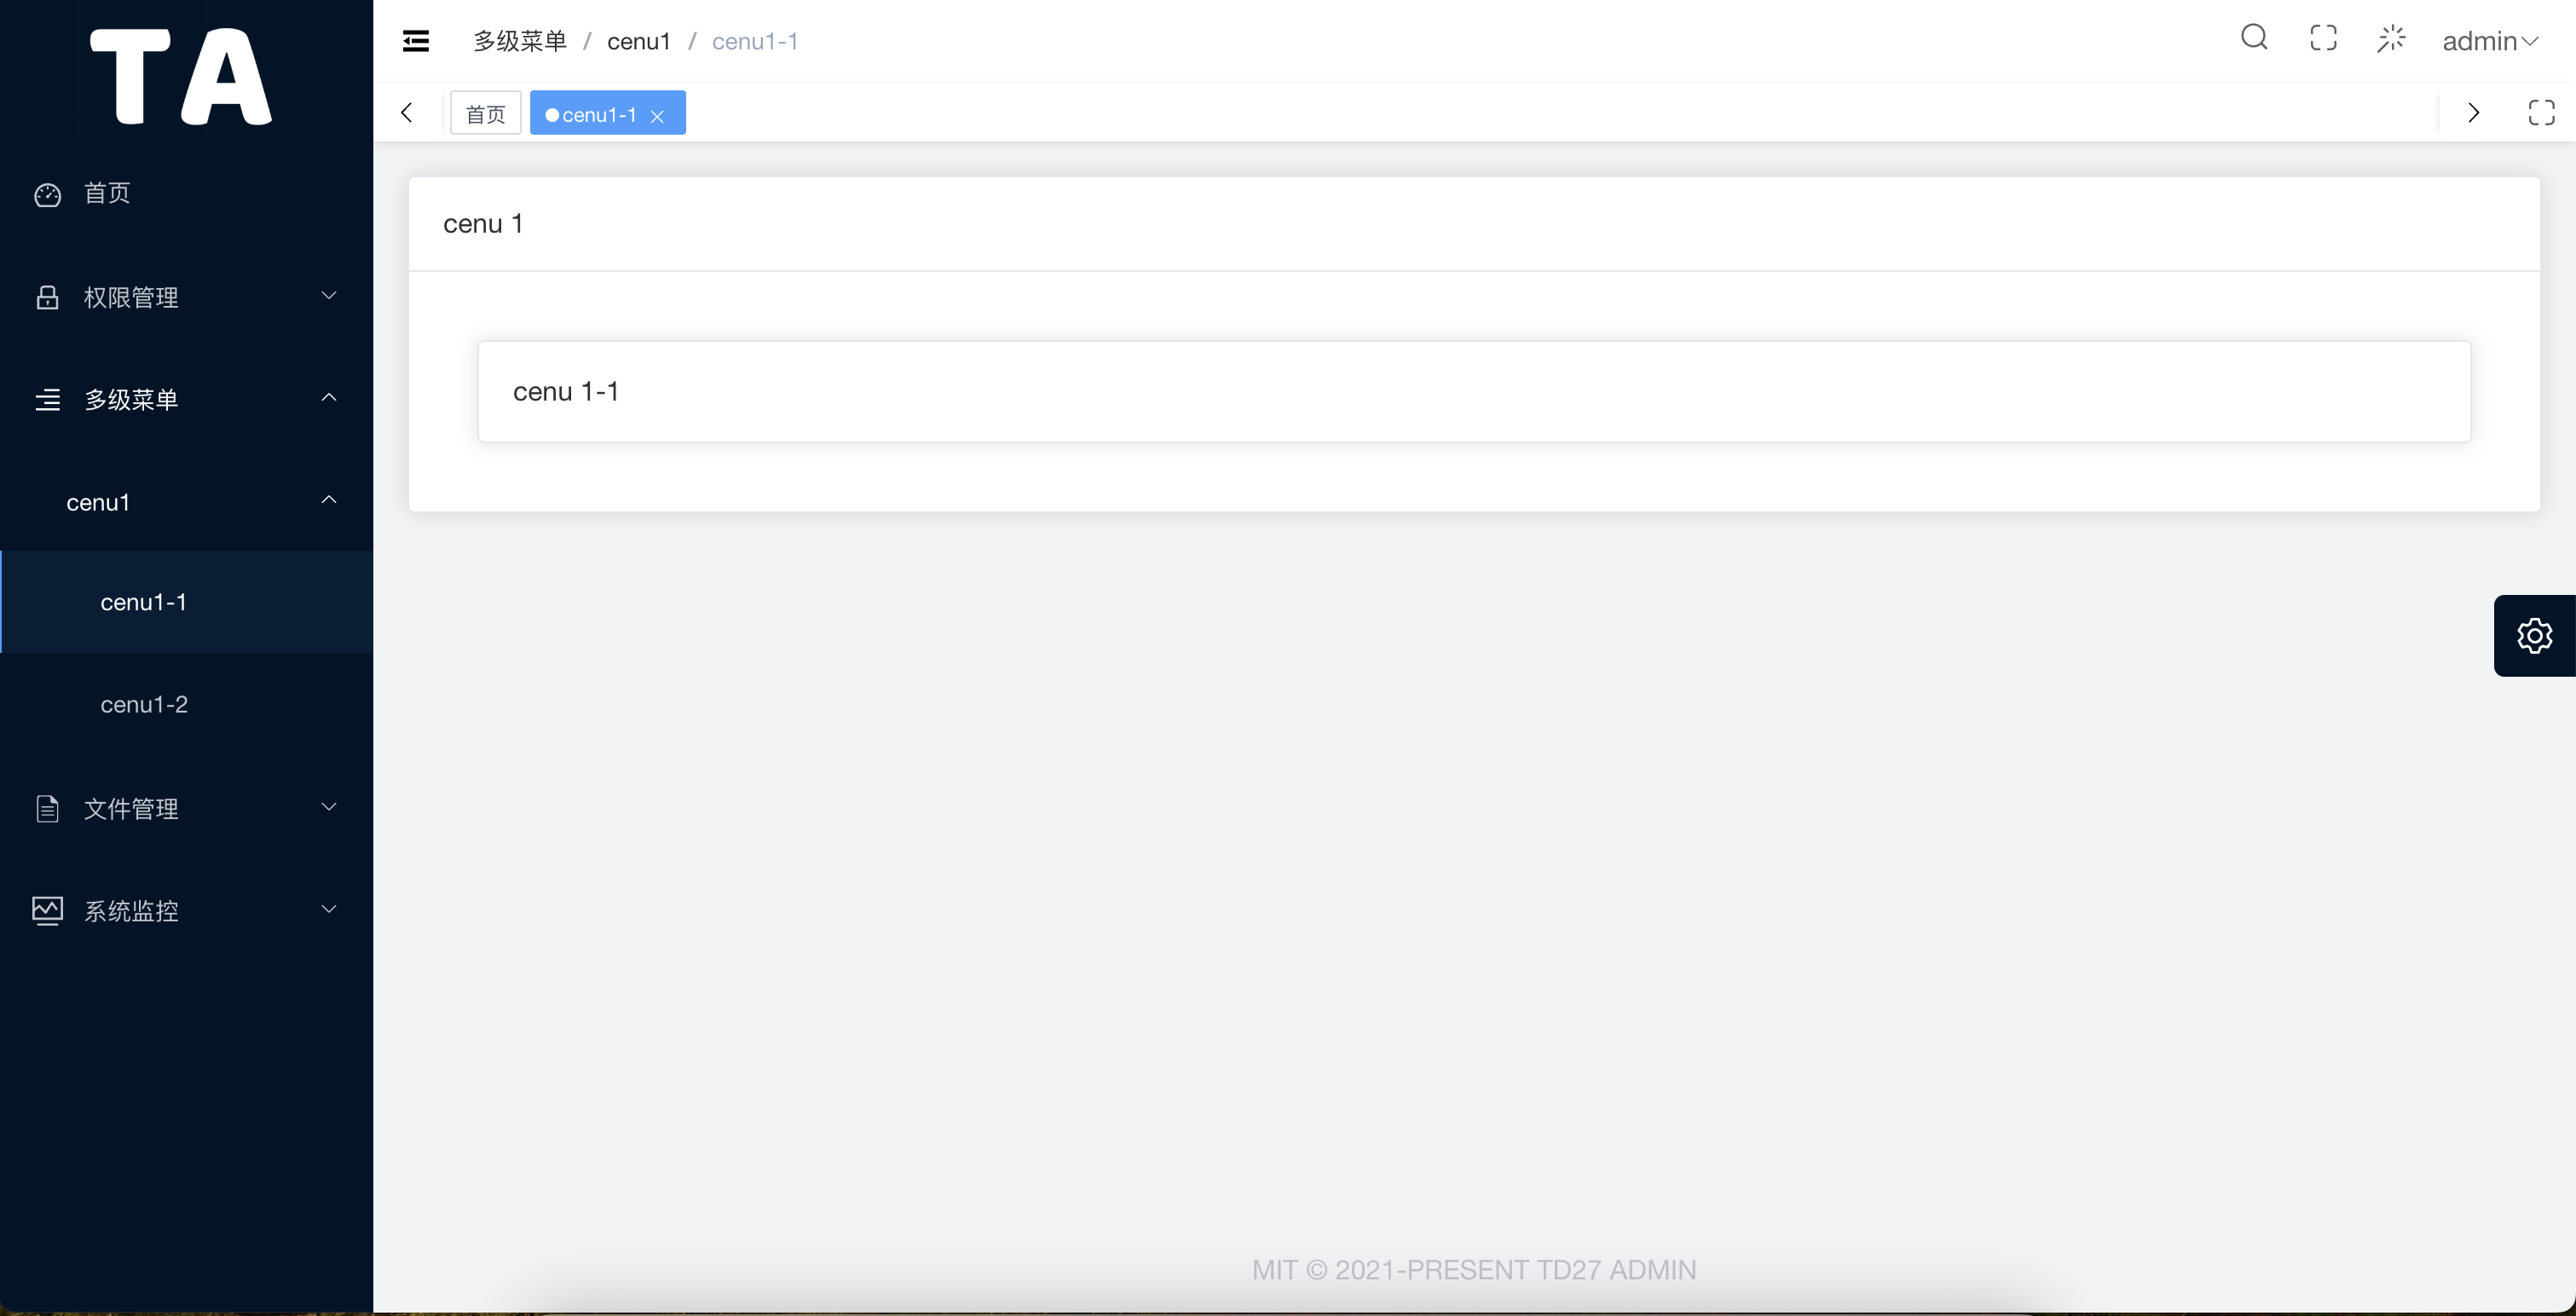 TA
首页
权限管理
多级菜单
cenu1
cenu1-1
cenu1-2
文件管理
系统监控
多级菜单 / cenu1 / cenu1-1
admin
首页
cenu1-1
cenu 1
cenu 1-1
MIT © 2021-PRESENT TD27 ADMIN